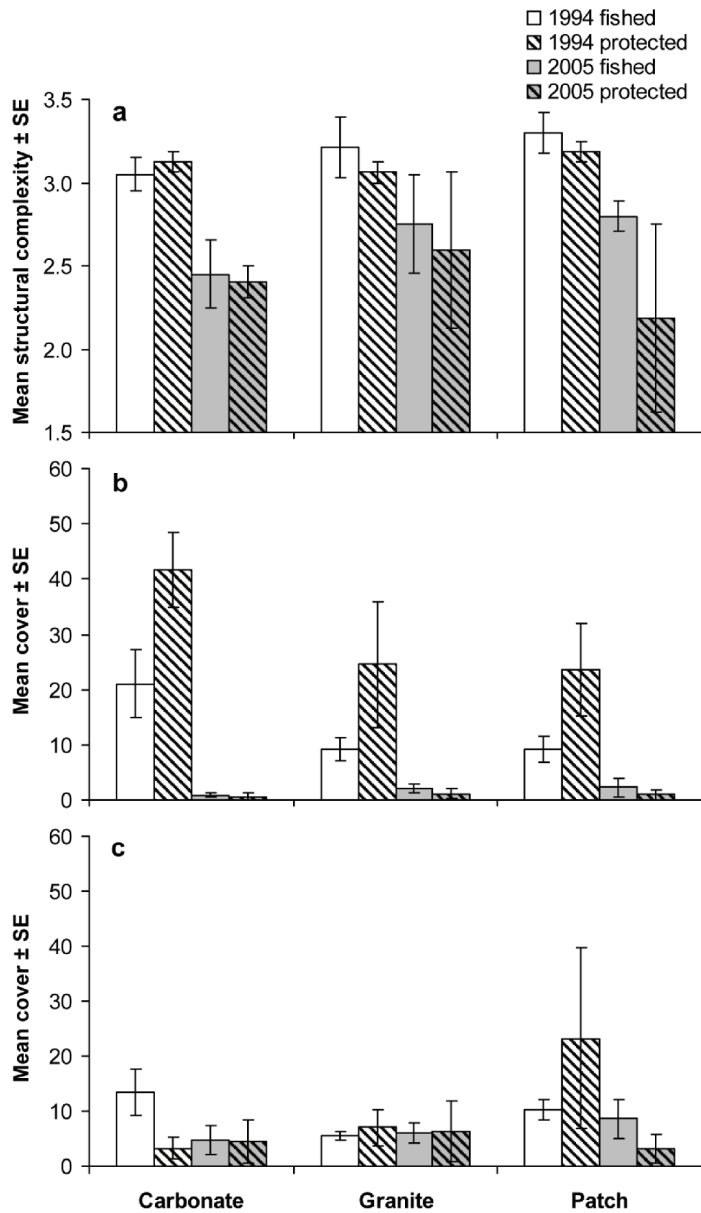 1994 fished
1994 protected
2005 fished
2005 protected
a
Mean structural complexity ± SE
3.5
3.0
2.5
2.0
1.5
b
Mean cover ± SE
60
50
40
30
20
10
0
c
Mean cover ± SE
60
50
40
30
20
10
0
Carbonate Granite Patch